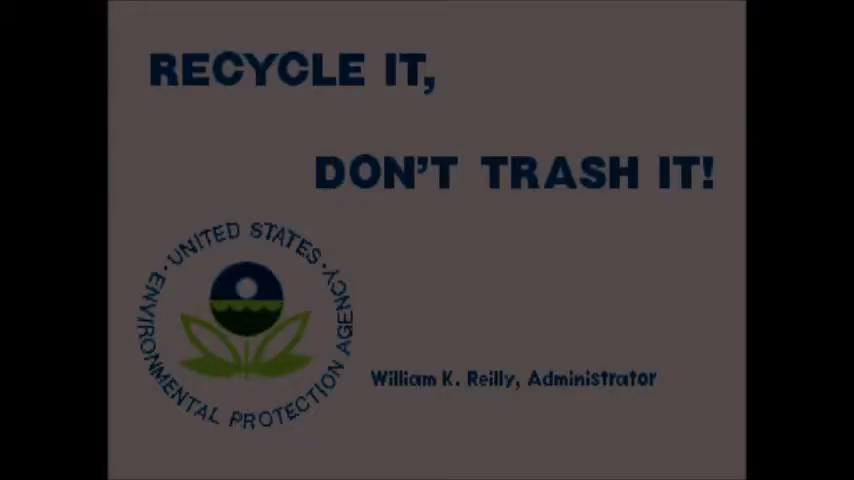 RECYCLE IT,
DON'T TRASH IT!
· UNITED STATES ·
ENVIRONMENTAL PROTECTION AGENCY
William K. Reilly, Administrator